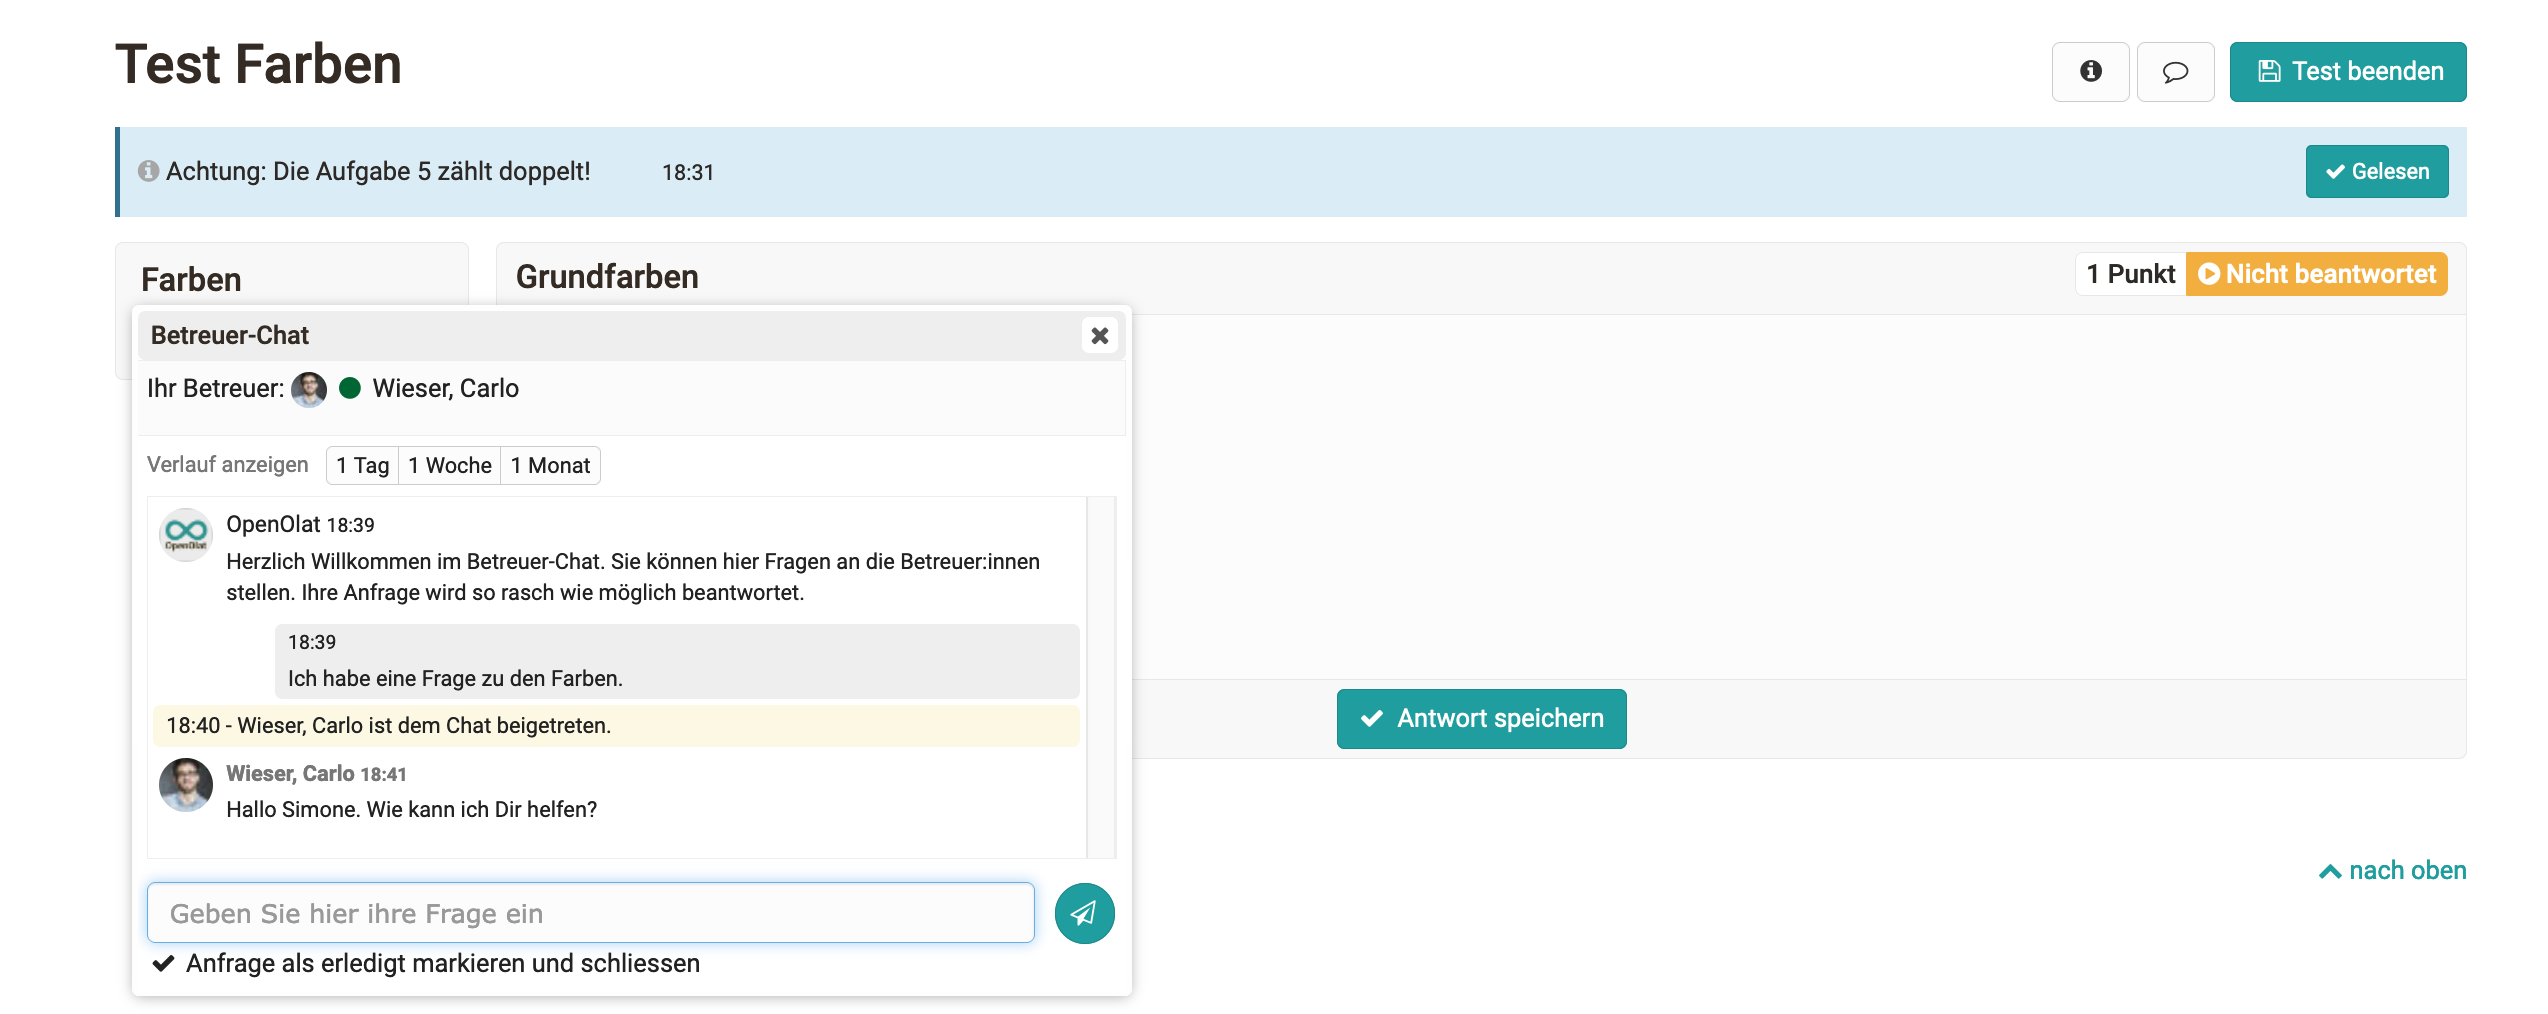 Test Farben
Test beenden
Achtung: Die Aufgabe 5 zählt doppelt! 18:31
Gelesen
Farben
Grundfarben
1 Punkt Nicht beantwortet
Betreuer-Chat
Ihr Betreuer: Wieser, Carlo
Verlauf anzeigen 1 Tag 1 Woche 1 Monat
OpenOlat
OpenOlat 18:39
Herzlich Willkommen im Betreuer-Chat. Sie können hier Fragen an die Betreuer:innen
stellen. Ihre Anfrage wird so rasch wie möglich beantwortet.
18:39
Ich habe eine Frage zu den Farben.
18:40 - Wieser, Carlo ist dem Chat beigetreten.
Wieser, Carlo 18:41
Hallo Simone. Wie kann ich Dir helfen?
Geben Sie hier ihre Frage ein
Anfrage als erledigt markieren und schliessen
Antwort speichern
nach oben